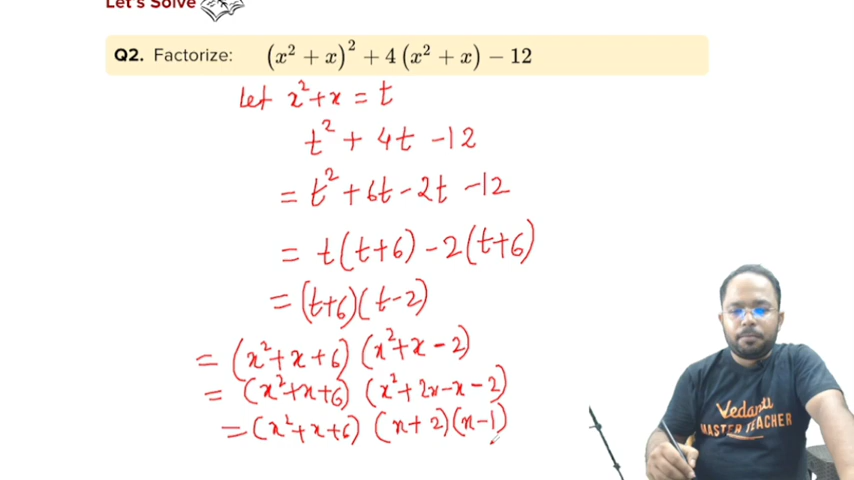 Let's Solve
Q2. Factorize: (x² + x)² + 4 (x² + x) − 12
Let x²+x = t
t² + 4t −12
= t² + 6t − 2t −12
= t(t+6) −2(t+6)
= (t+6)(t−2)
= (x²+x+6) (x²+x−2)
= (x²+x+6) (x²+2x−x−2)
= (x²+x+6) (x+2)(x−1)
Vedantu
MASTER TEACHER